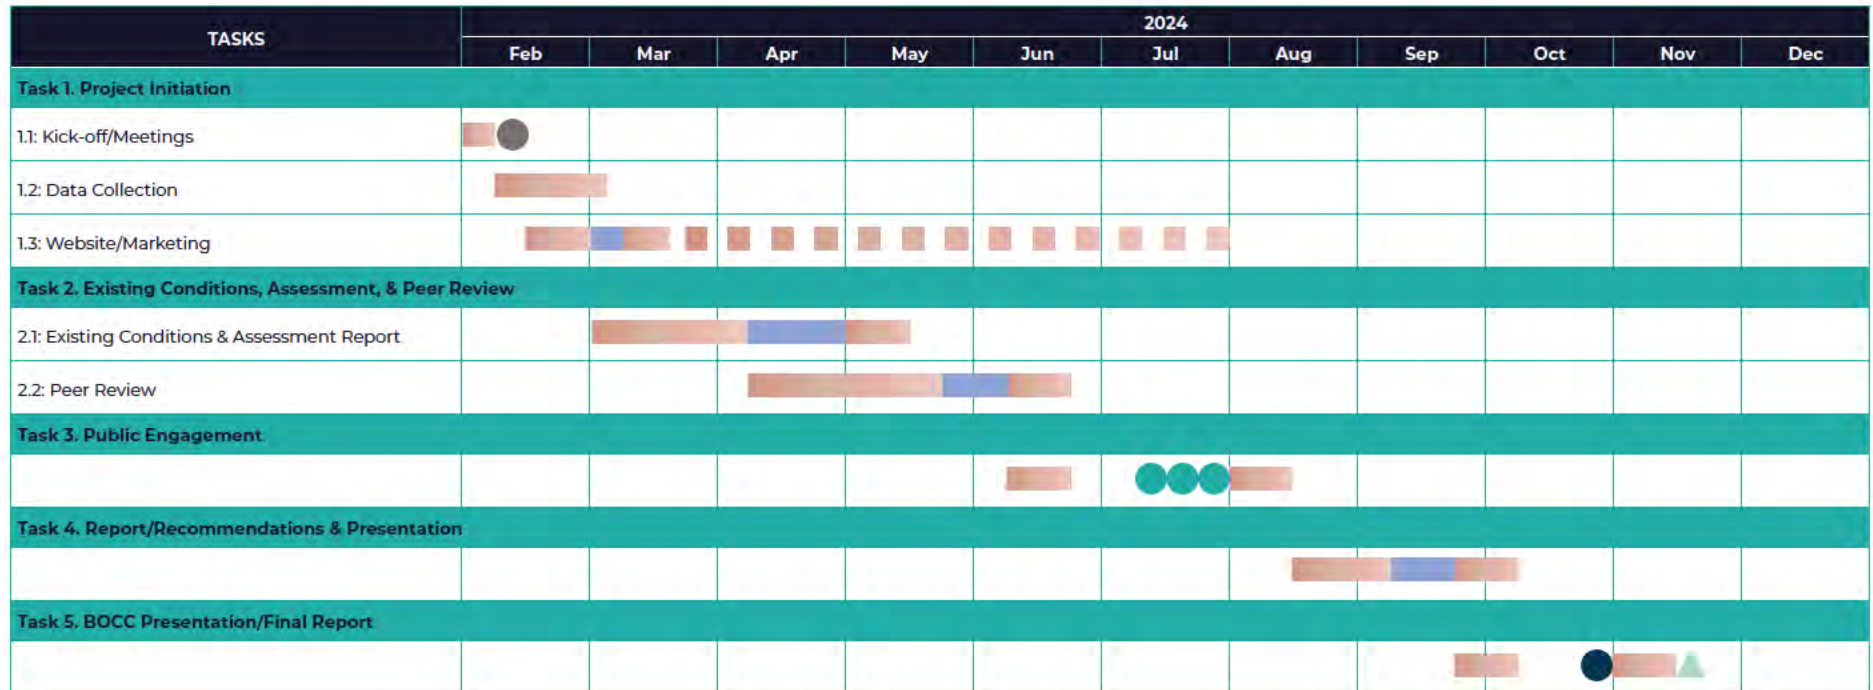 TASKS
2024
Feb Mar Apr May Jun Jul Aug Sep Oct Nov Dec
Task 1. Project Initiation
1.1: Kick-off/Meetings
1.2: Data Collection
1.3: Website/Marketing
Task 2. Existing Conditions, Assessment, & Peer Review
2.1: Existing Conditions & Assessment Report
2.2: Peer Review
Task 3. Public Engagement
Task 4. Report/Recommendations & Presentation
Task 5. BOCC Presentation/Final Report